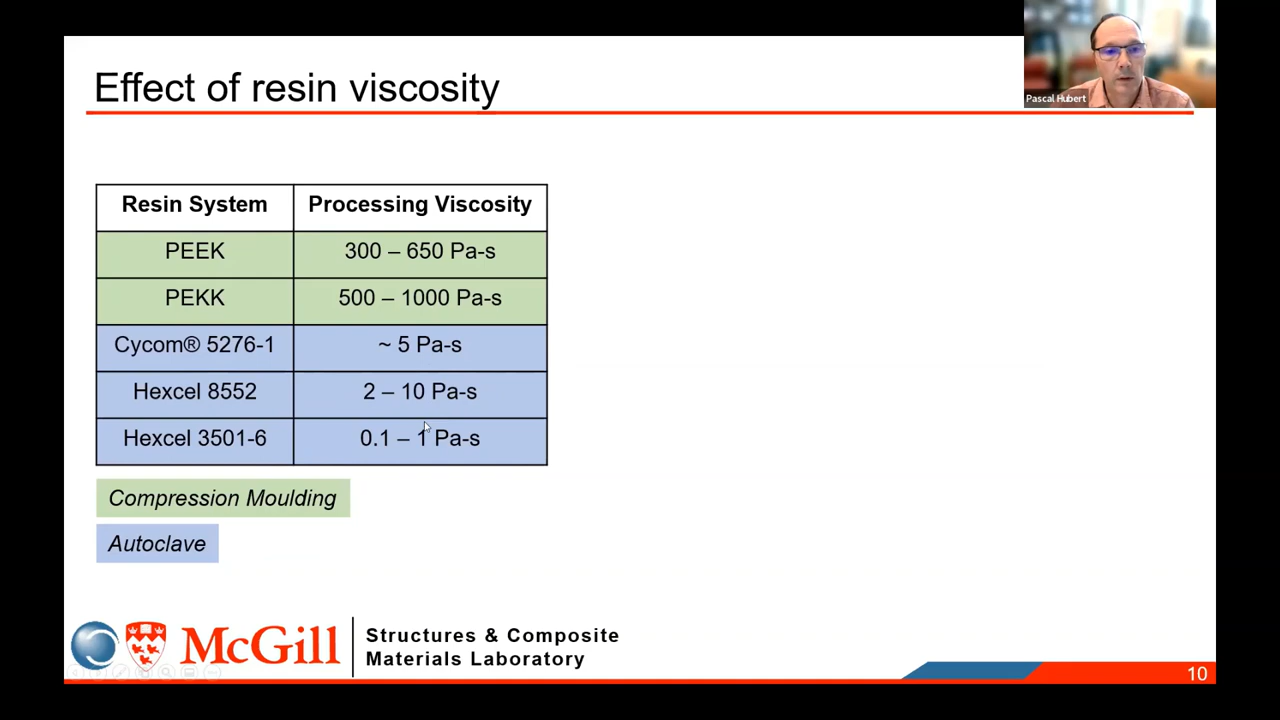 Effect of resin viscosity
Pascal Hubert
Resin System Processing Viscosity
PEEK 300 – 650 Pa-s
PEKK 500 – 1000 Pa-s
Cycom® 5276-1 ~ 5 Pa-s
Hexcel 8552 2 – 10 Pa-s
Hexcel 3501-6 0.1 – 1 Pa-s
Compression Moulding
Autoclave
McGill
Structures & Composite
Materials Laboratory
10